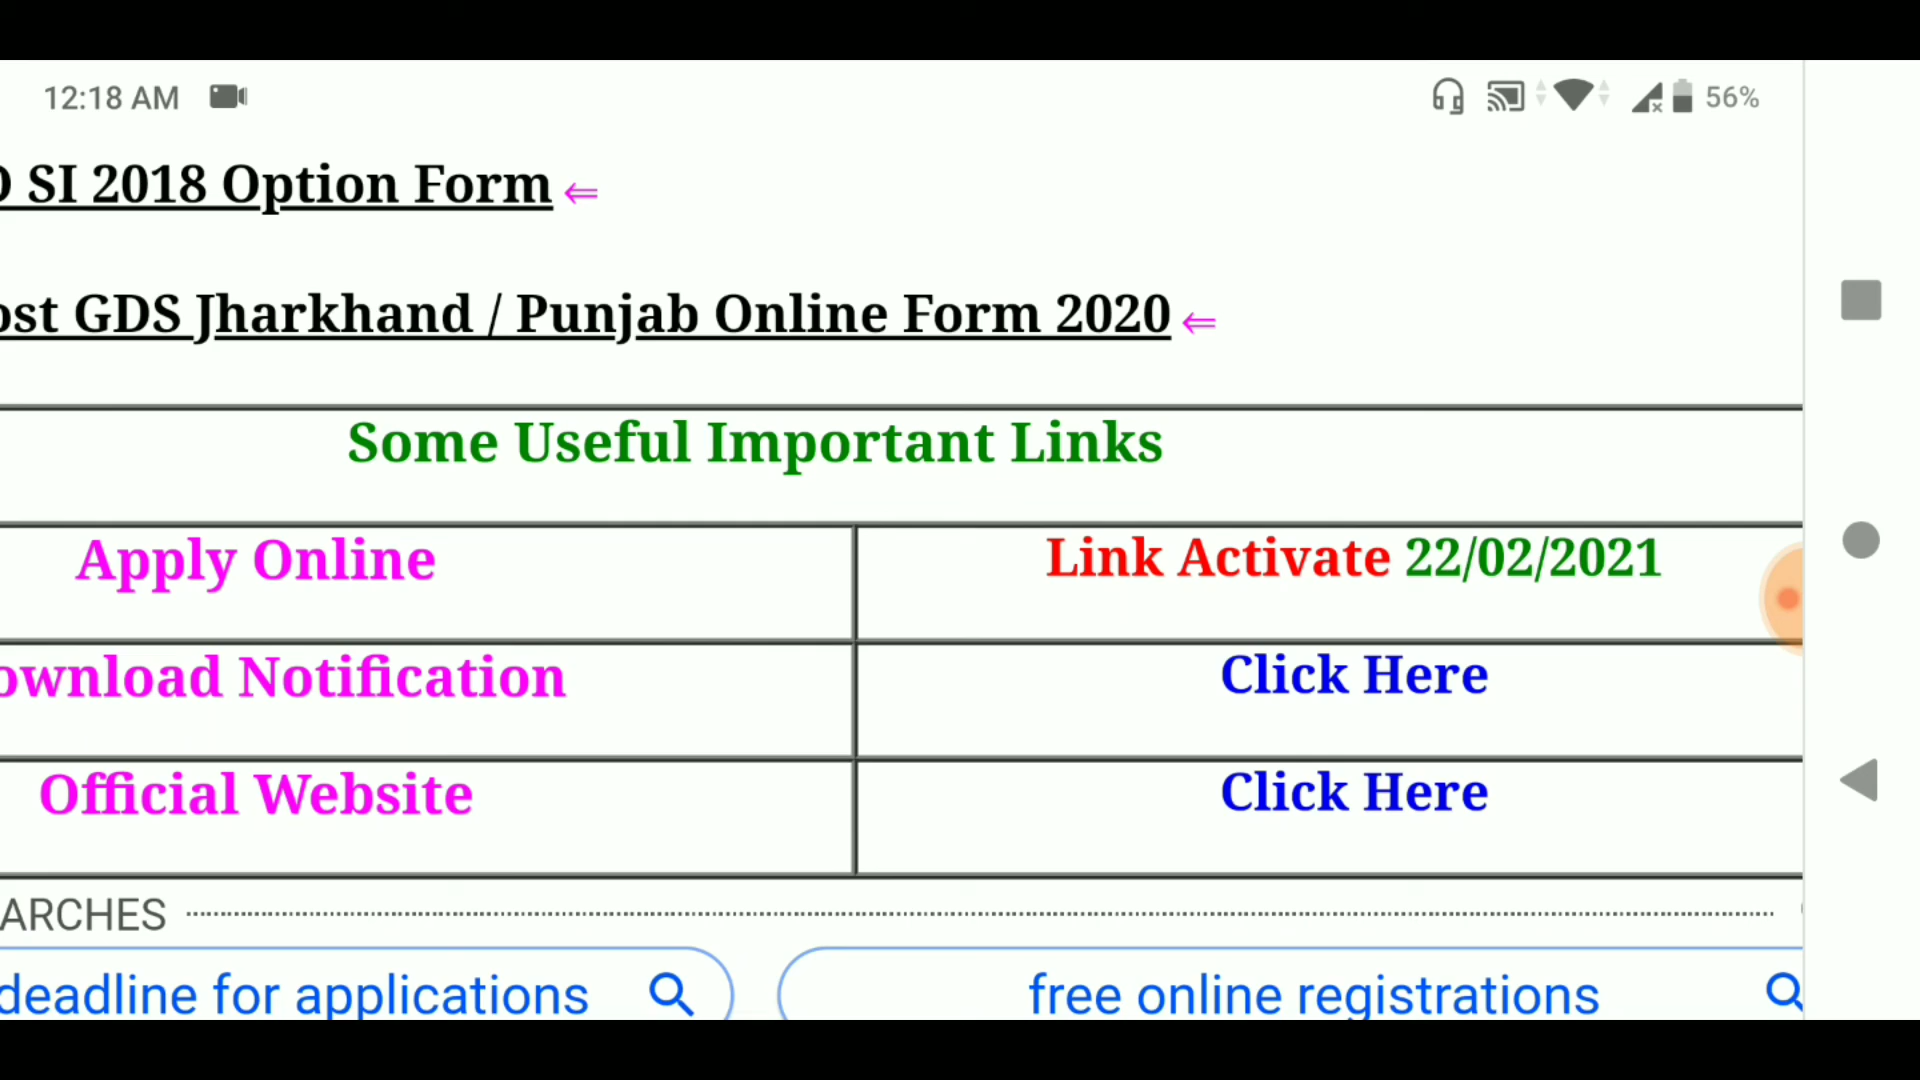 12:18 AM 56%
SI 2018 Option Form ⇐
GDS Jharkhand / Punjab Online Form 2020 ⇐
Some Useful Important Links
Apply Online Link Activate 22/02/2021
ownload Notification Click Here
Official Website Click Here
ARCHES
deadline for applications free online registrations